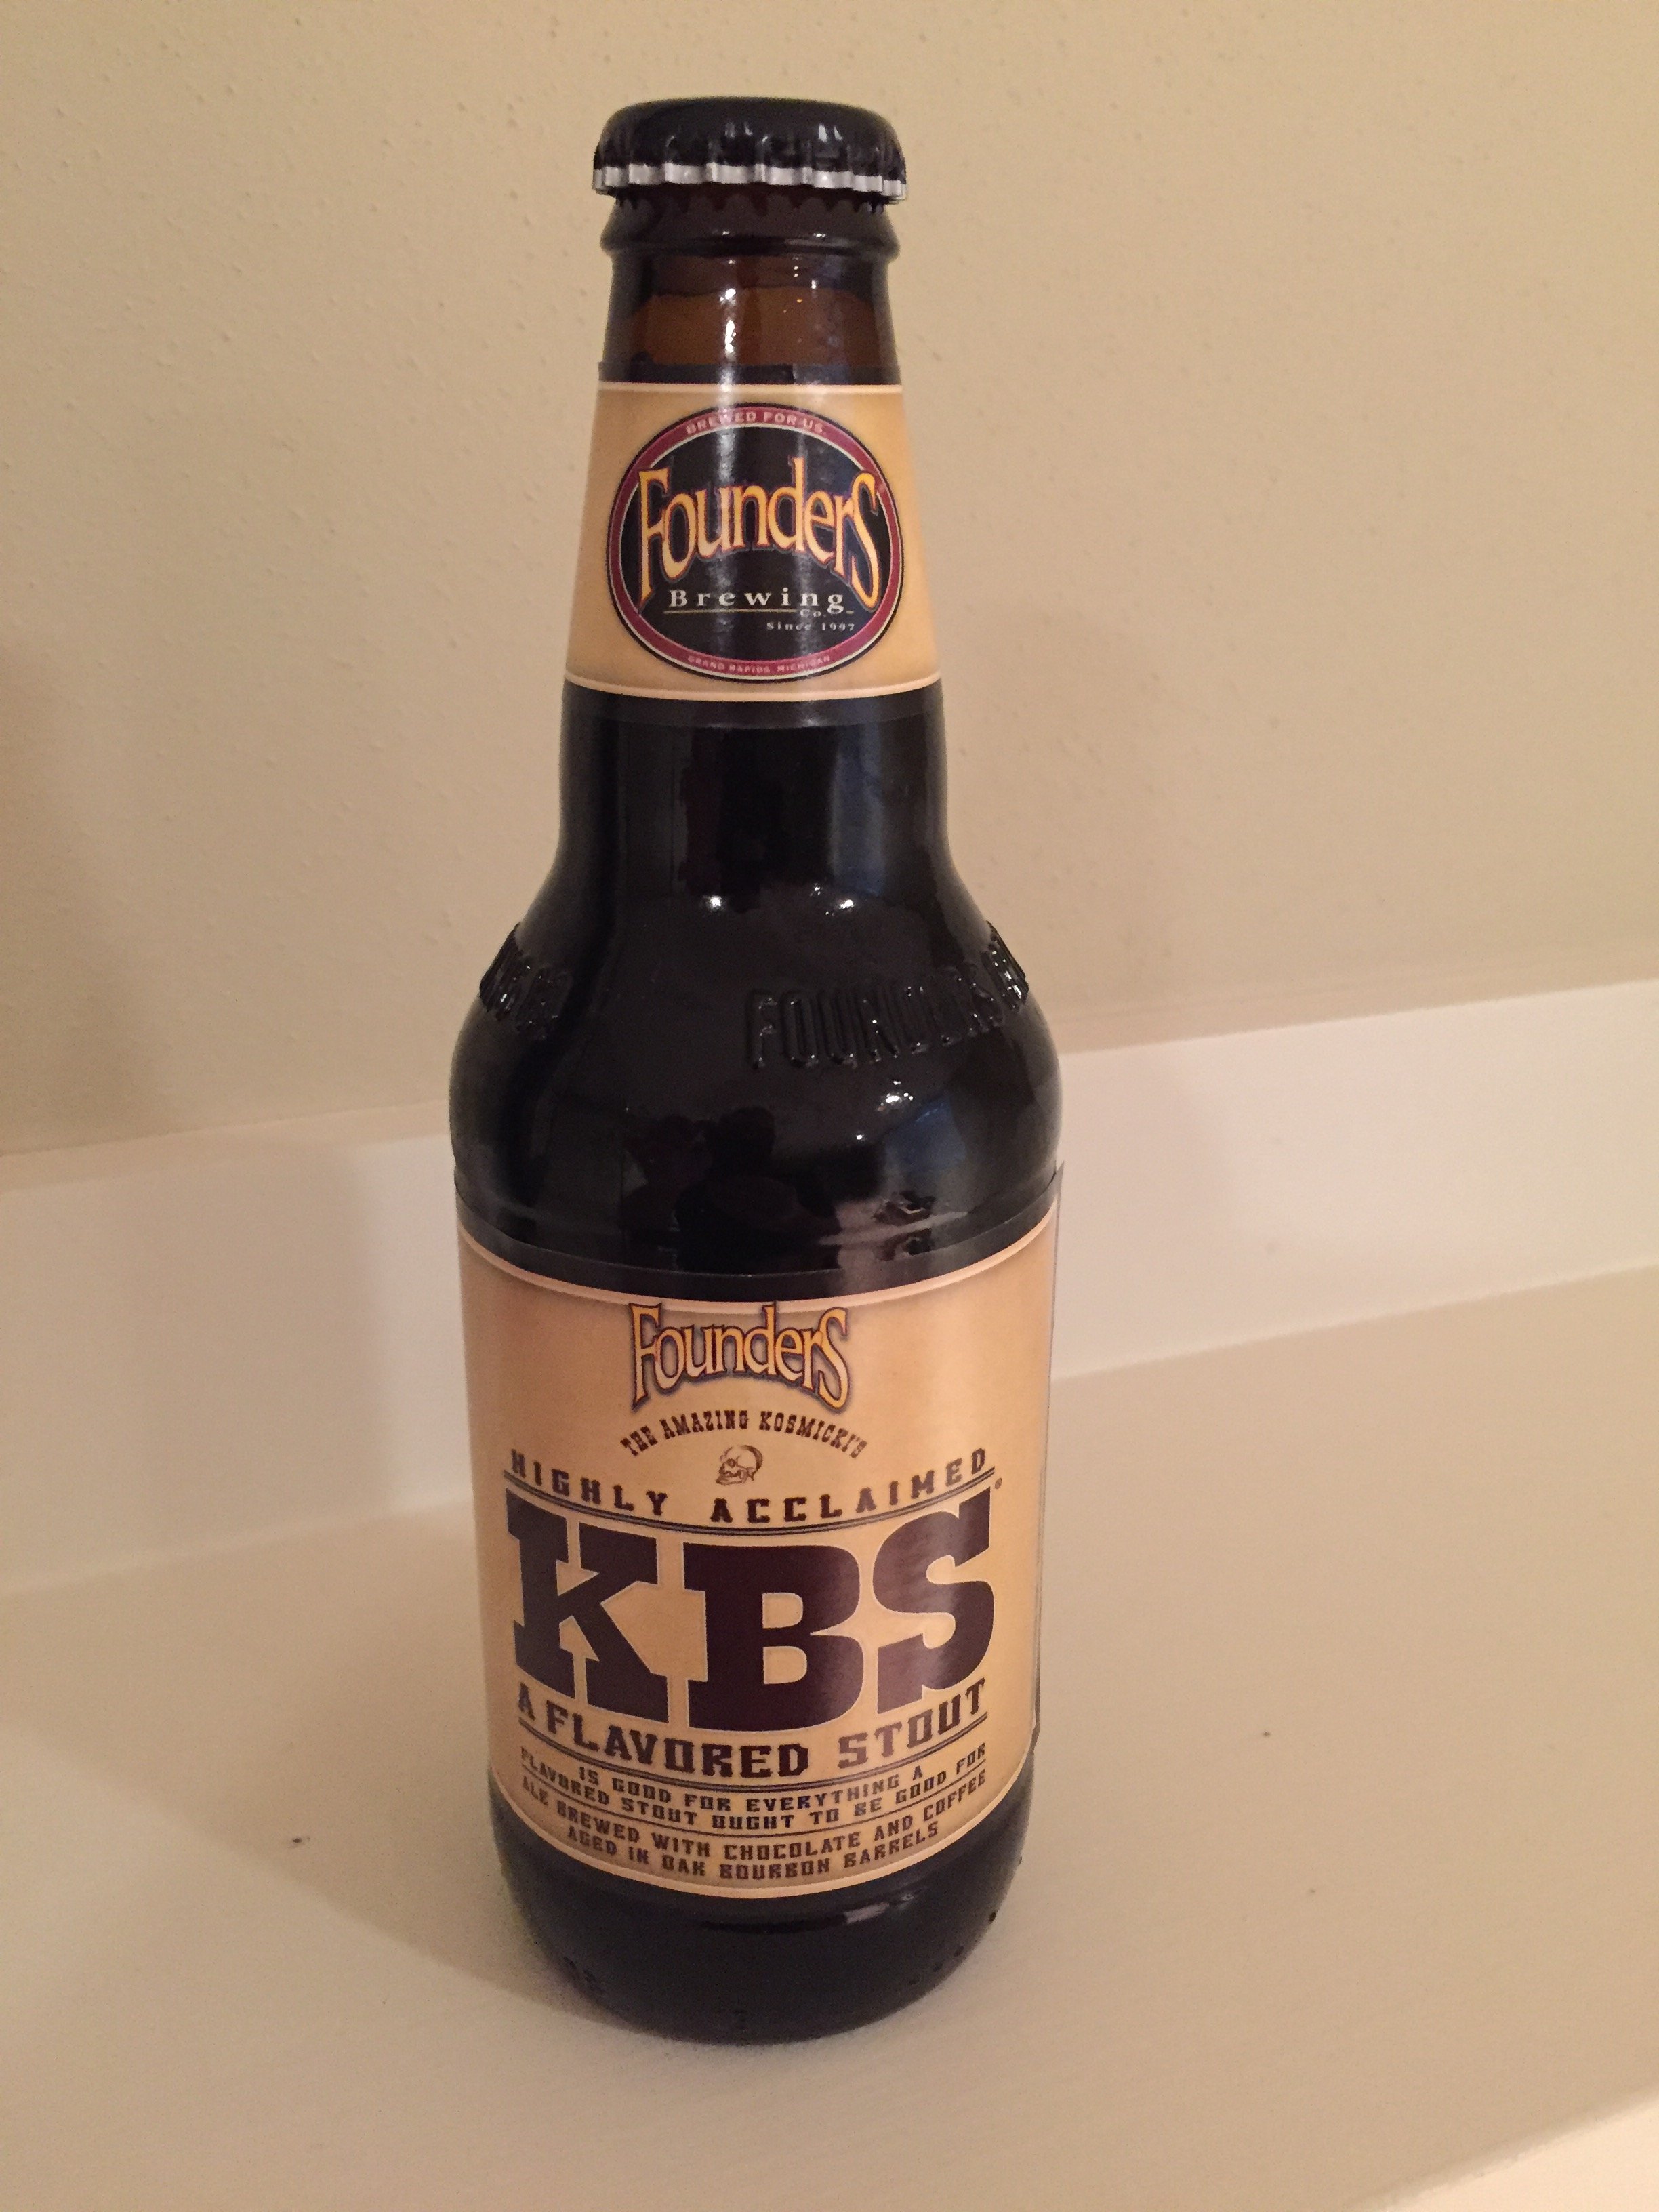 BREWED FOR US
Founders
Brewing
Co.™
Since 1997
GRAND RAPIDS, MICHIGAN
FOUNDERS
Founders
THE AMAZING KOSMICKI'S
HIGHLY ACCLAIMED
KBS®
A FLAVORED STOUT
IS GOOD FOR EVERYTHING A
FLAVORED STOUT OUGHT TO BE GOOD FOR
ALE BREWED WITH CHOCOLATE AND COFFEE
AGED IN OAK BOURBON BARRELS